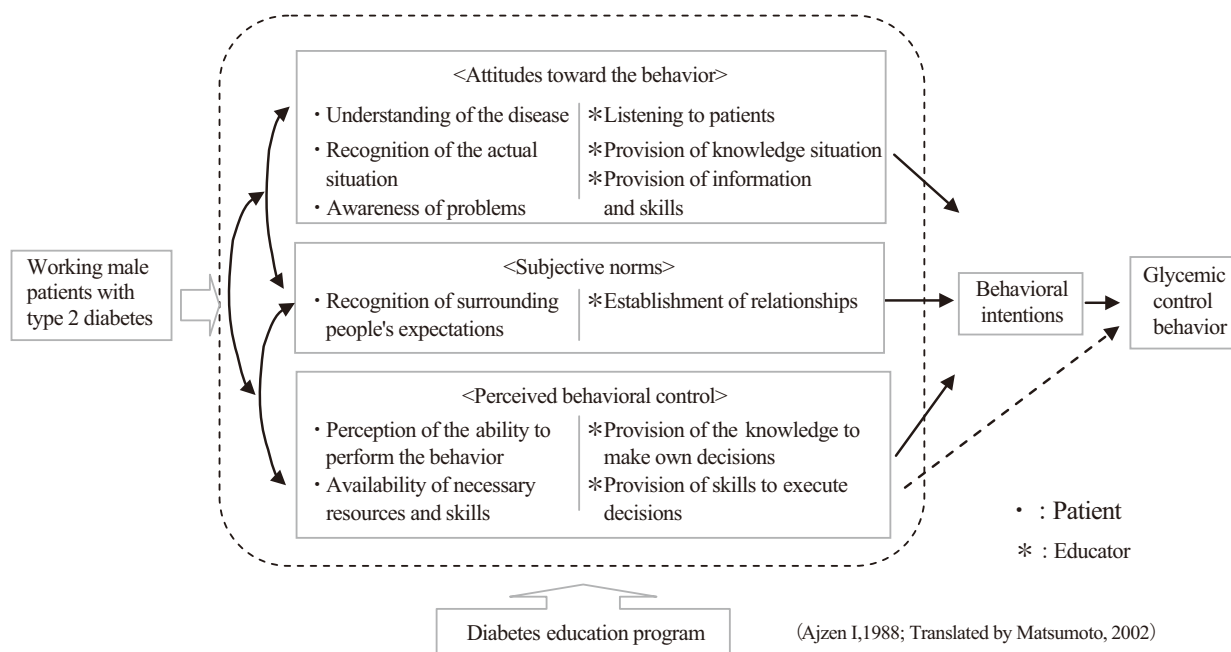 <Attitudes toward the behavior>
・Understanding of the disease
・Recognition of the actual
situation
・Awareness of problems
＊Listening to patients
＊Provision of knowledge situation
＊Provision of information
and skills
Working male
patients with
type 2 diabetes
<Subjective norms>
・Recognition of surrounding
people's expectations
＊Establishment of relationships
Behavioral
intentions
Glycemic
control
behavior
<Perceived behavioral control>
・Perception of the ability to
perform the behavior
・Availability of necessary
resources and skills
＊Provision of the knowledge to
make own decisions
＊Provision of skills to execute
decisions
・ : Patient
＊ : Educator
Diabetes education program
(Ajzen I,1988; Translated by Matsumoto, 2002)